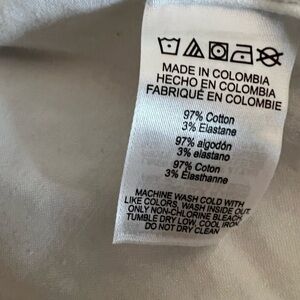 MADE IN COLOMBIA
HECHO EN COLOMBIA
FABRIQUÉ EN COLOMBIE
97% Cotton
3% Elastane
97% algodón
3% elastano
97% Coton
3% Élasthanne
MACHINE WASH COLD WITH
LIKE COLORS, WASH INSIDE OUT
ONLY NON-CHLORINE BLEACH
TUMBLE DRY LOW, COOL IRON
DO NOT DRY CLEAN